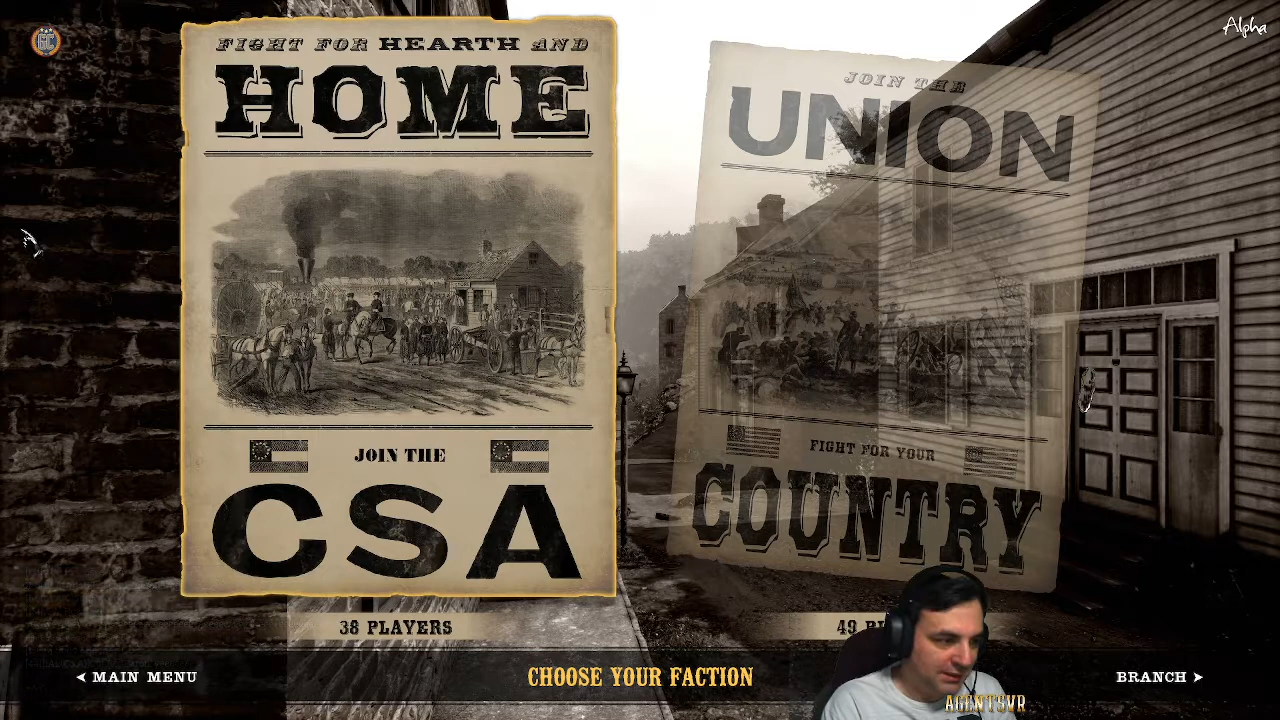 GC
Alpha
FIGHT FOR HEARTH AND
HOME
JOIN THE
CSA
38 PLAYERS
JOIN THE
UNION
FIGHT FOR YOUR
COUNTRY
49
◄ MAIN MENU
CHOOSE YOUR FACTION
BRANCH ►
AGENTSVR